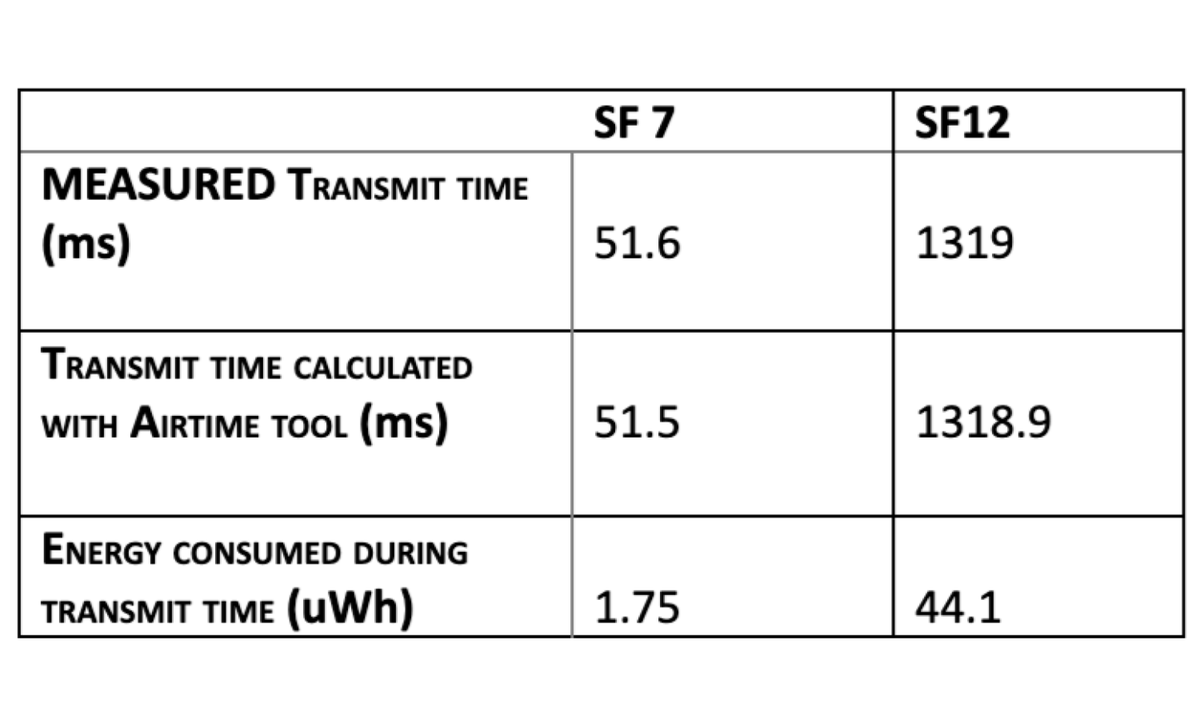 SF 7 SF12
MEASURED TRANSMIT TIME
(ms) 51.6 1319
TRANSMIT TIME CALCULATED
WITH AIRTIME TOOL (ms) 51.5 1318.9
ENERGY CONSUMED DURING
TRANSMIT TIME (uWh) 1.75 44.1